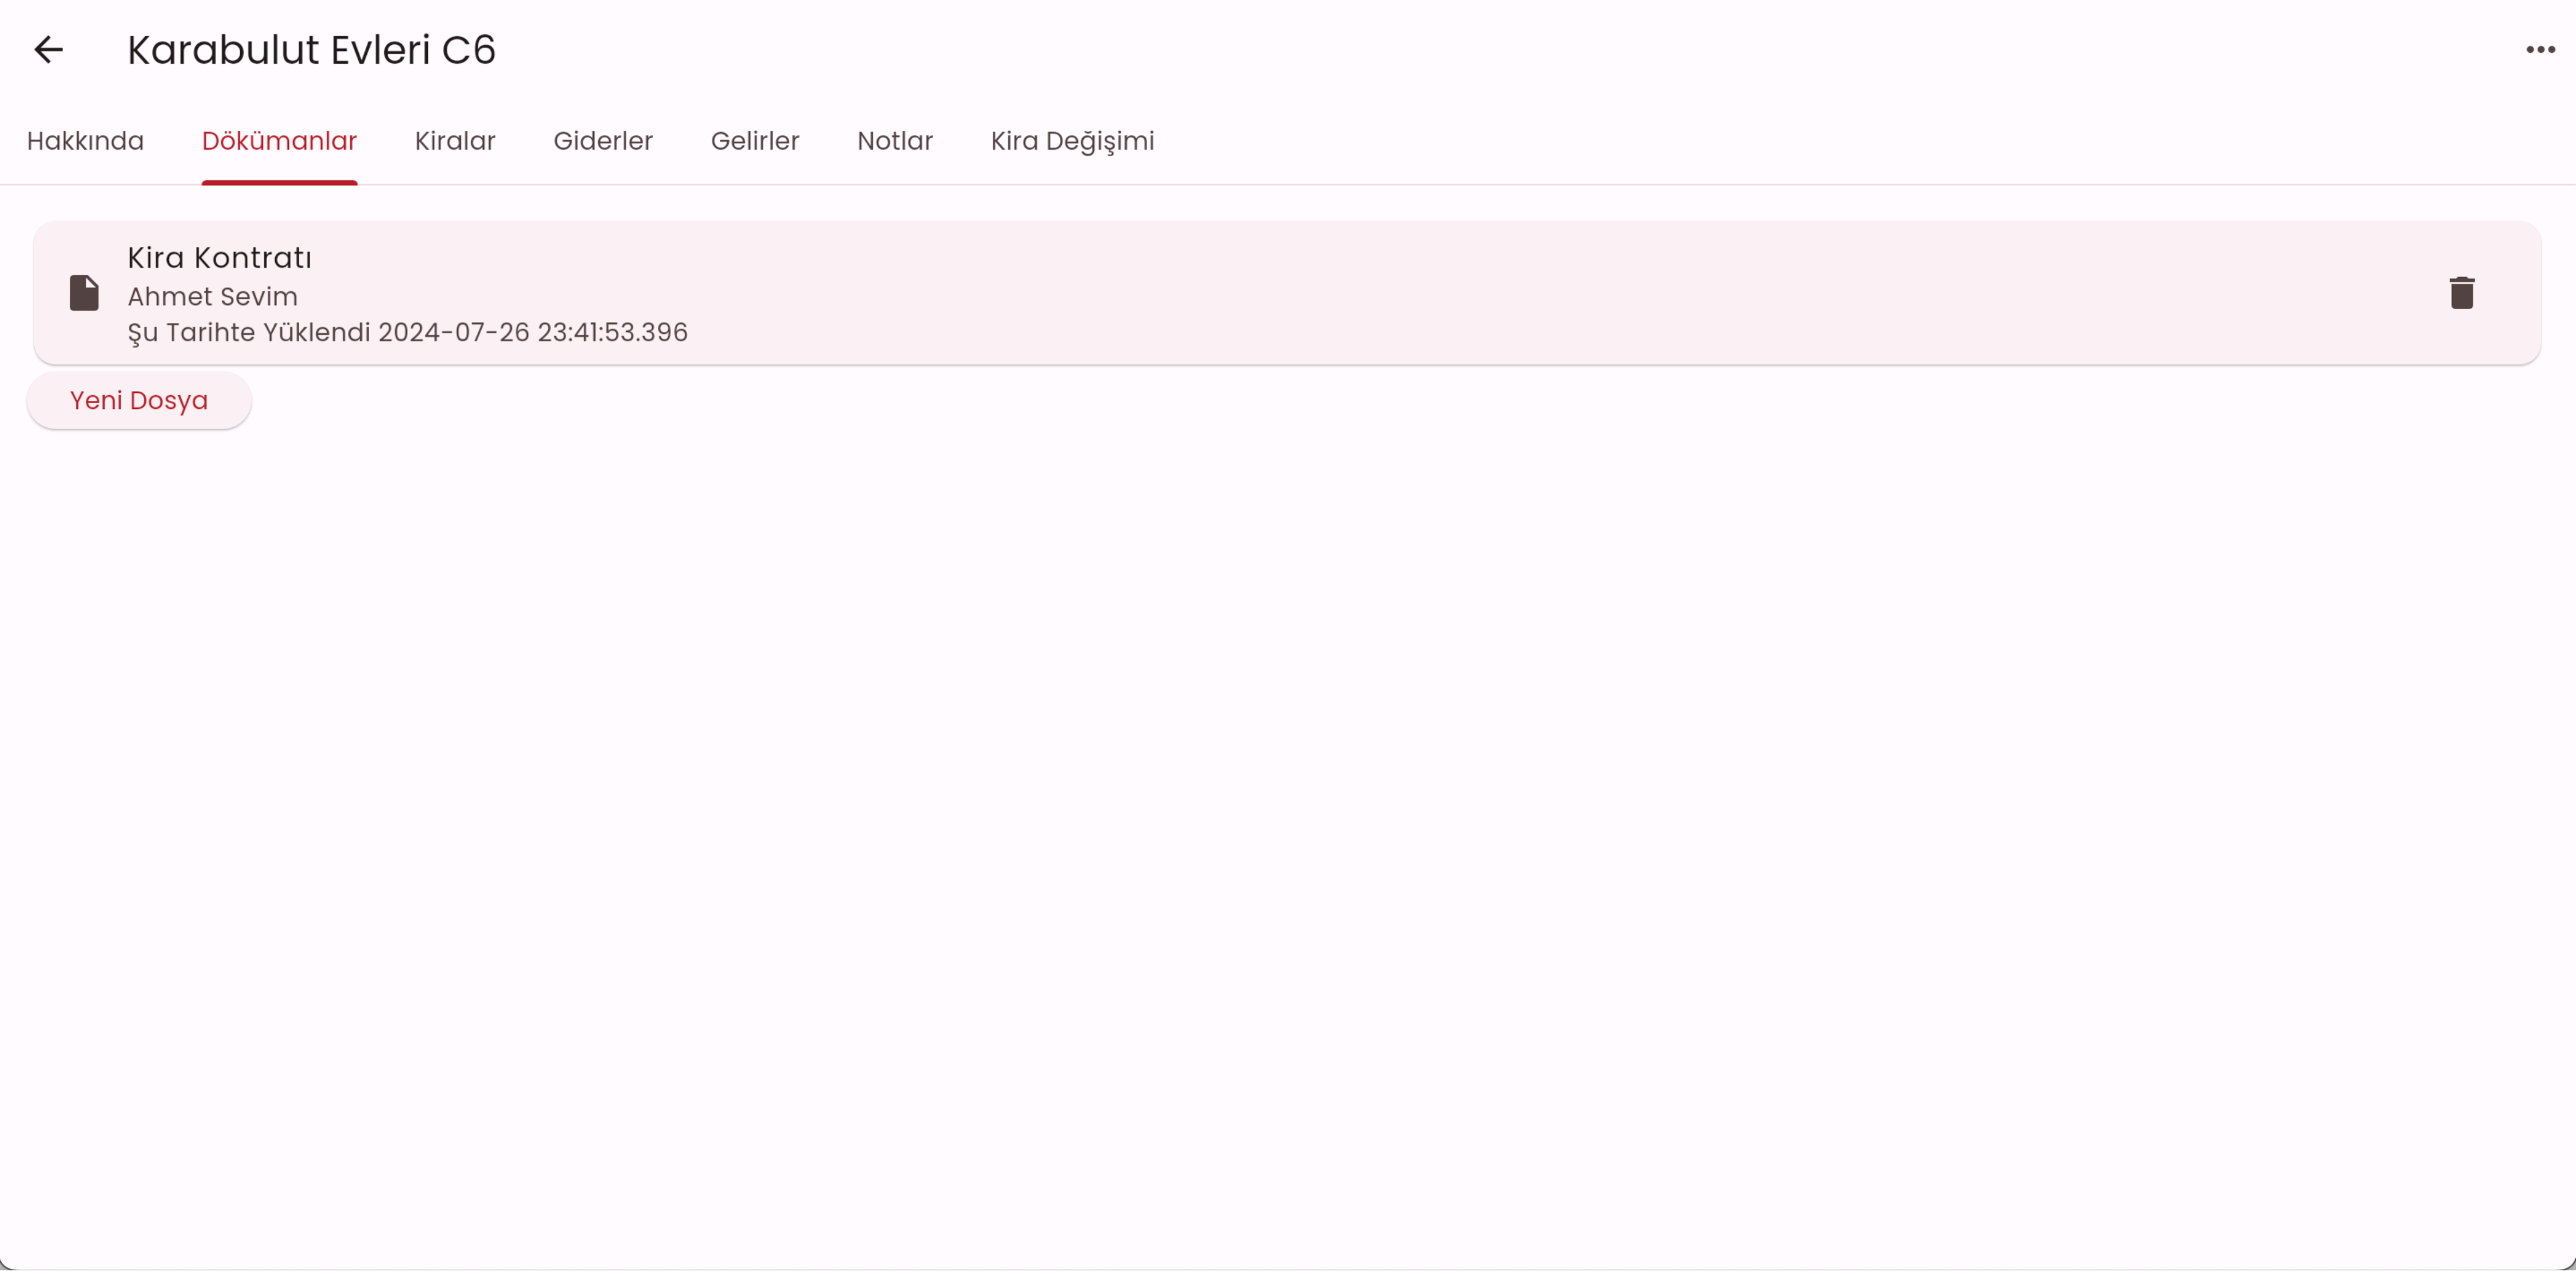 Karabulut Evleri C6
Hakkında Dökümanlar Kiralar Giderler Gelirler Notlar Kira Değişimi
Kira Kontratı
Ahmet Sevim
Şu Tarihte Yüklendi 2024-07-26 23:41:53.396
Yeni Dosya